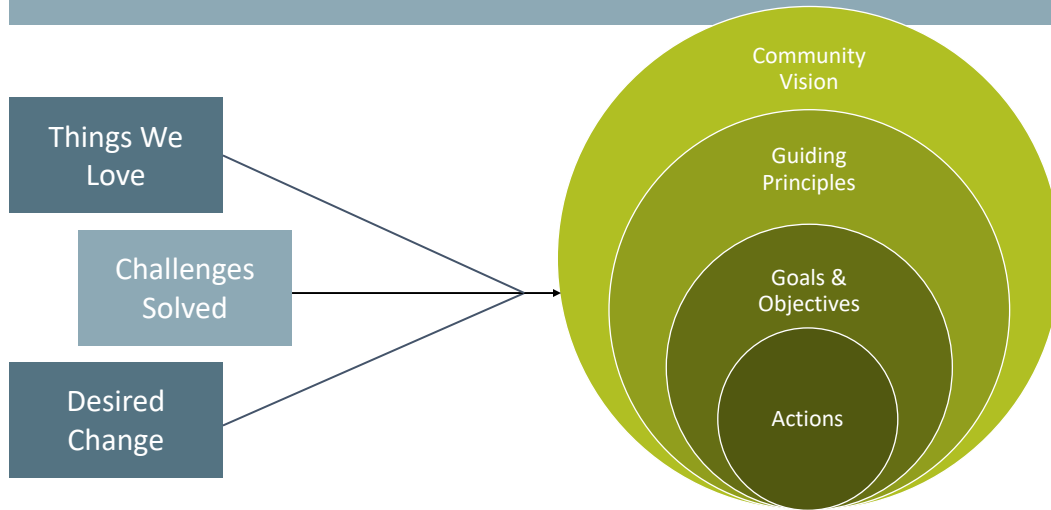 Things We
Love
Challenges
Solved
Desired
Change
Community
Vision
Guiding
Principles
Goals &
Objectives
Actions